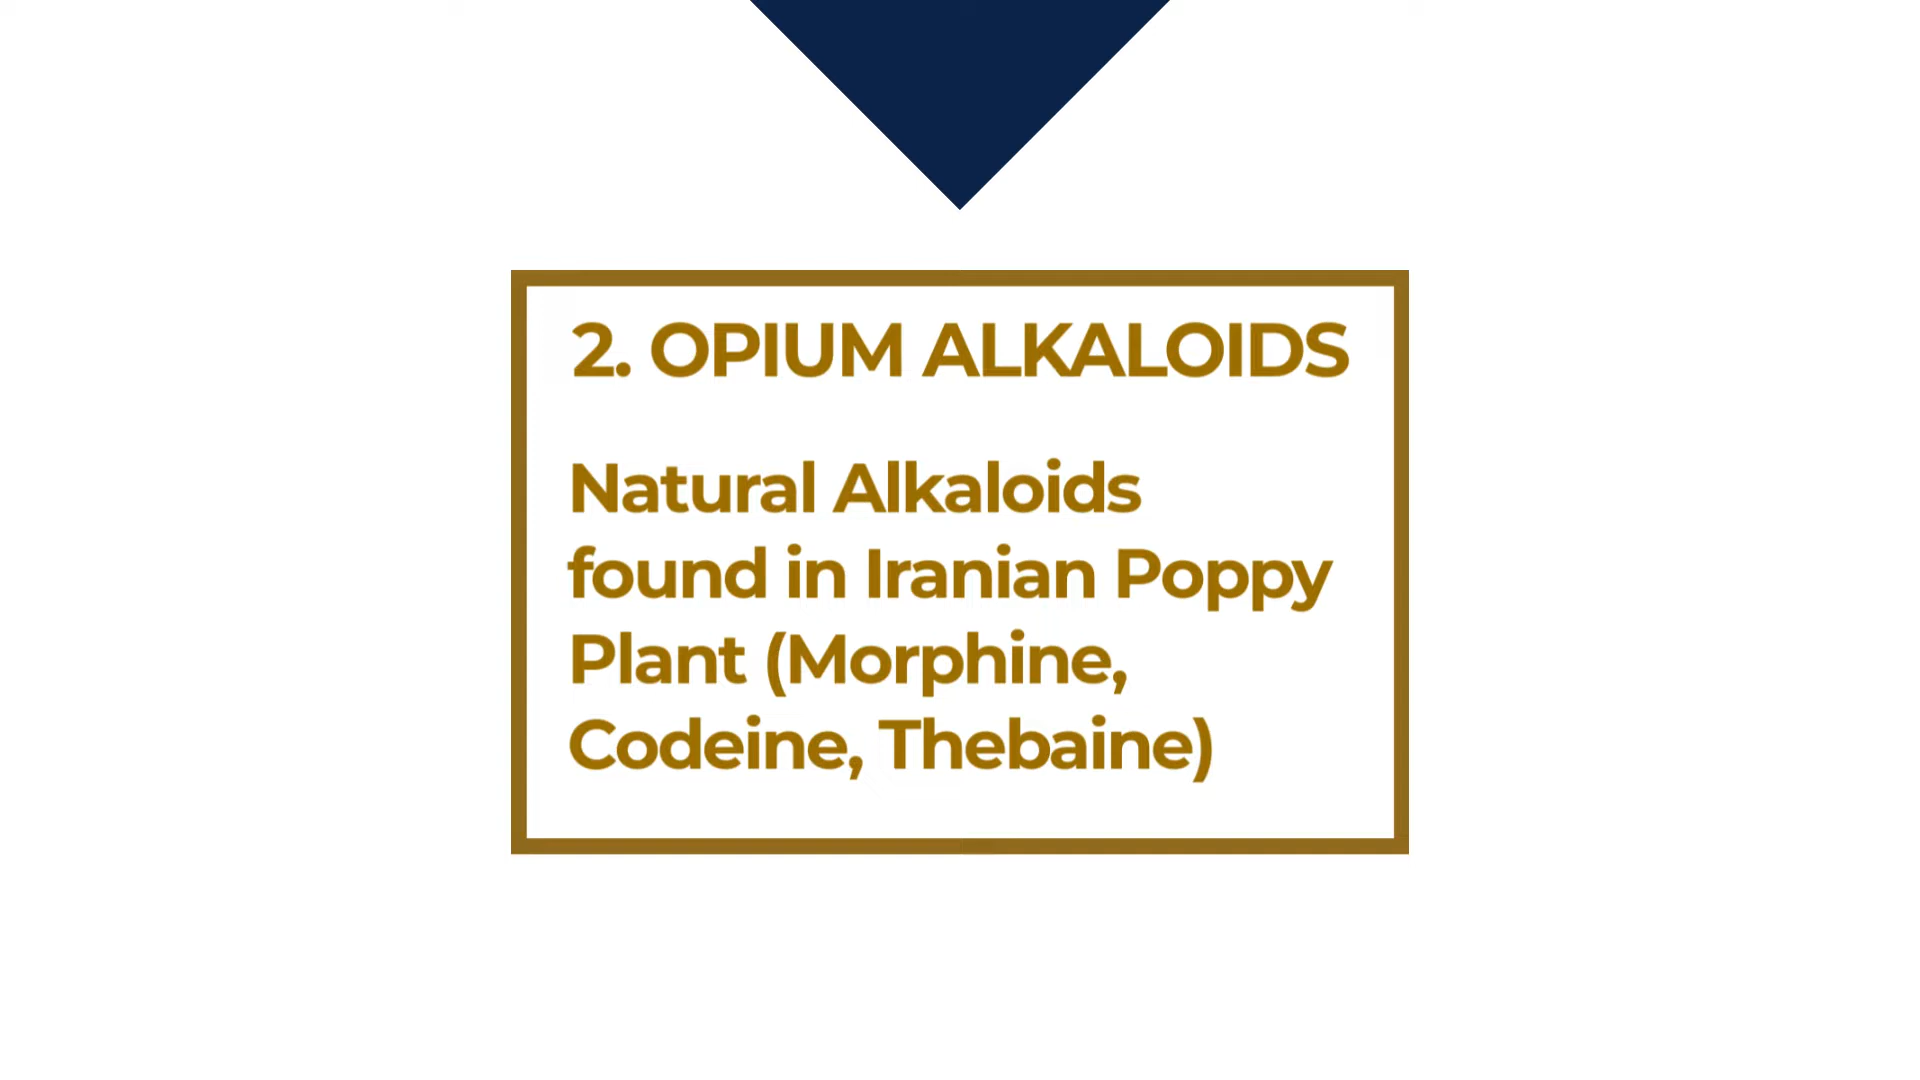 2. OPIUM ALKALOIDS
Natural Alkaloids
found in Iranian Poppy
Plant (Morphine,
Codeine, Thebaine)